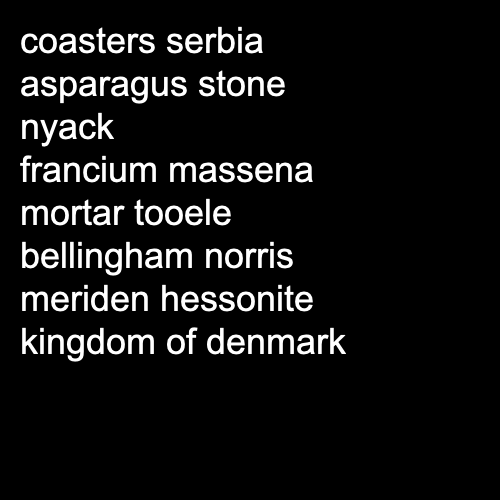 coasters serbia
asparagus stone
nyack
francium massena
mortar tooele
bellingham norris
meriden hessonite
kingdom of denmark